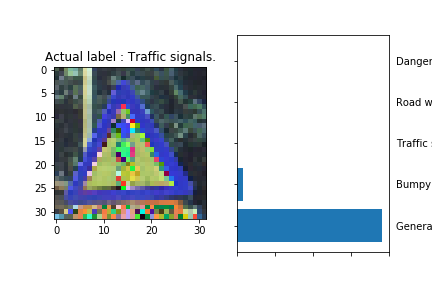 Actual label : Traffic signals.
0
5
10
15
20
25
30
0
10
20
30
Danger
Road w
Traffic s
Bumpy
Genera